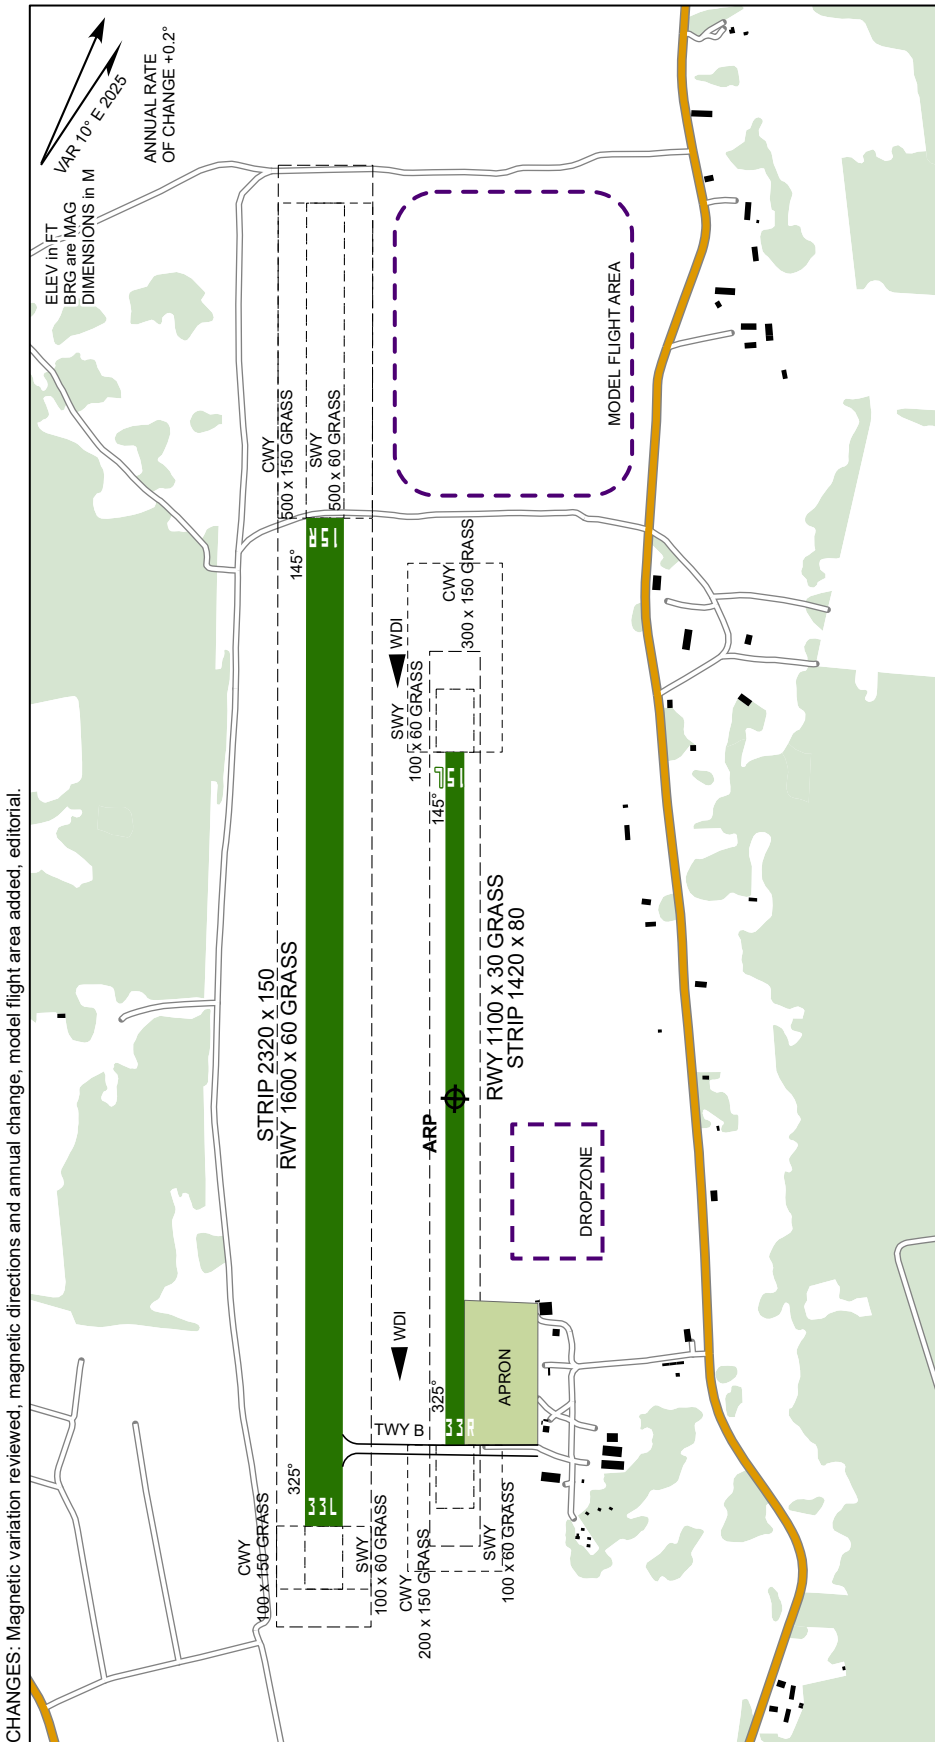 CHANGES: Magnetic variation reviewed, magnetic directions and annual change, model flight area added, editorial.
ELEV in FT
BRG are MAG
DIMENSIONS in M
VAR 10° E 2025
ANNUAL RATE
OF CHANGE +0.2°
CWY
500 x 150 GRASS
SWY
500 x 60 GRASS
145°
15R
STRIP 2320 x 150
RWY 1600 x 60 GRASS
325°
33L
CWY
100 x 150 GRASS
SWY
100 x 60 GRASS
MODEL FLIGHT AREA
WDI
CWY
300 x 150 GRASS
SWY
100 x 60 GRASS
145°
15L
RWY 1100 x 30 GRASS
STRIP 1420 x 80
ARP
DROPZONE
WDI
APRON
325°
33R
TWY B
CWY
200 x 150 GRASS
SWY
100 x 60 GRASS